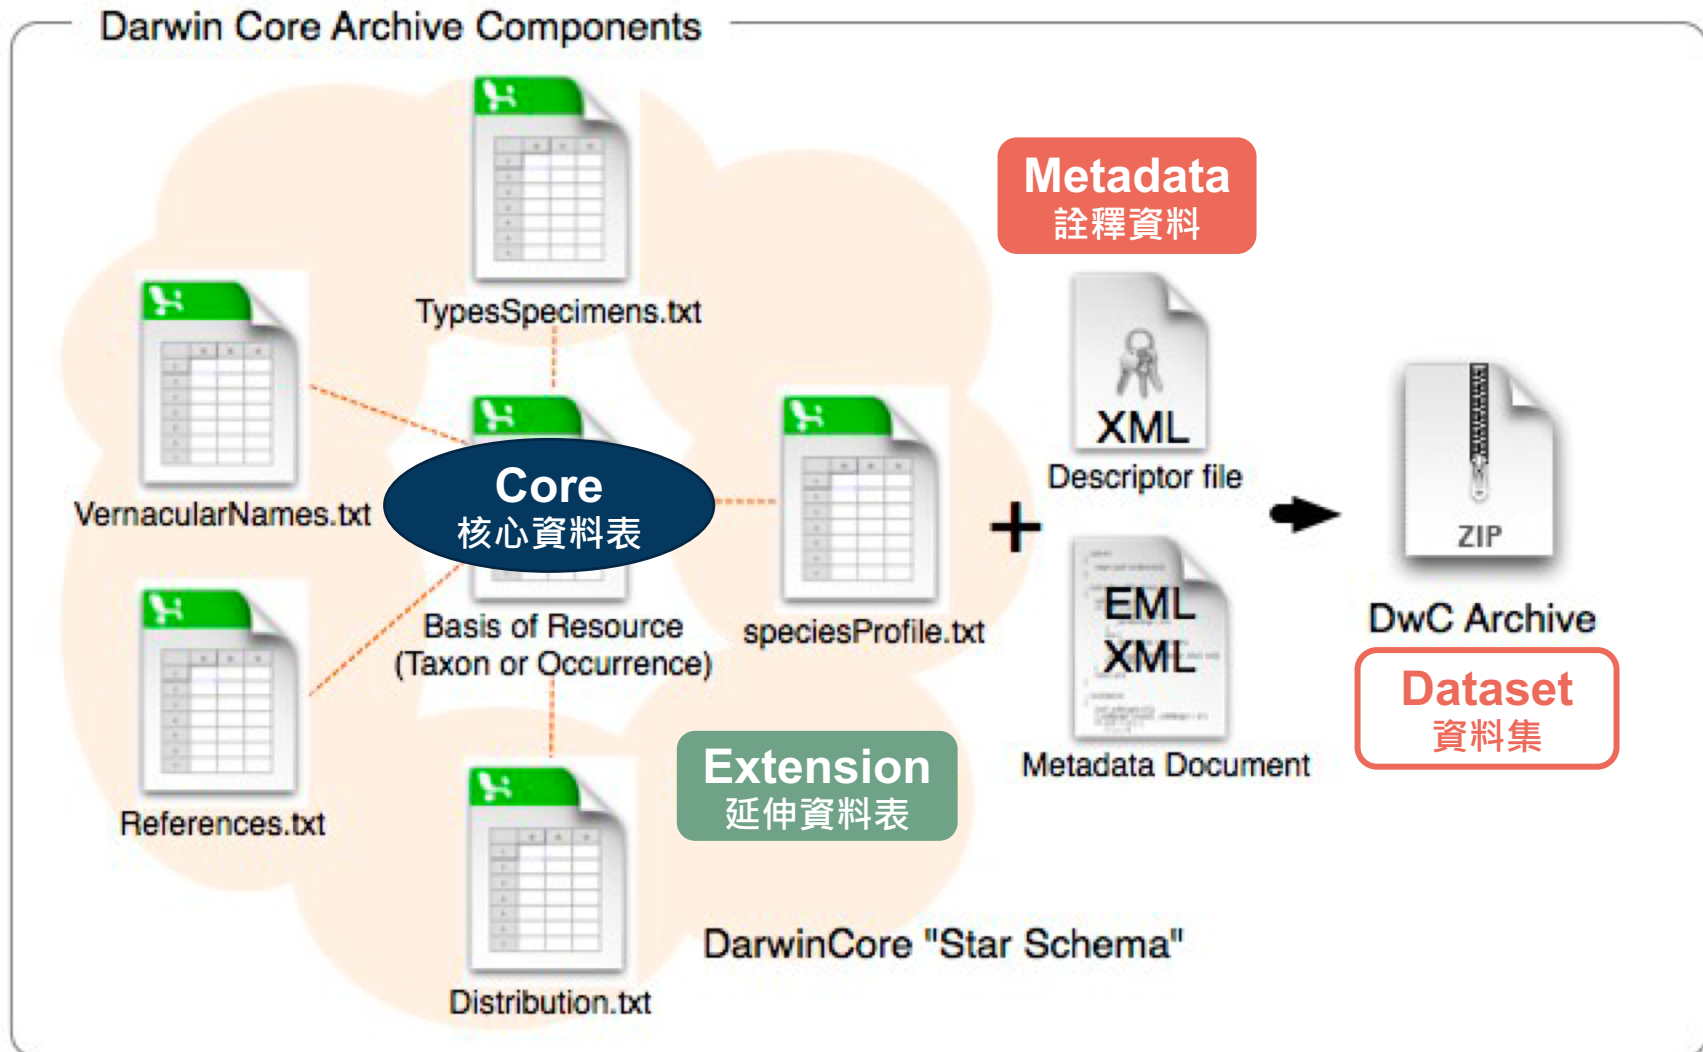 Darwin Core Archive Components
TypesSpecimens.txt
Metadata
詮釋資料
VernacularNames.txt
Core
核心資料表
Basis of Resource
(Taxon or Occurrence)
speciesProfile.txt
XML
Descriptor file
ZIP
DwC Archive
Dataset
資料集
EML
XML
Metadata Document
References.txt
Extension
延伸資料表
Distribution.txt
DarwinCore "Star Schema"